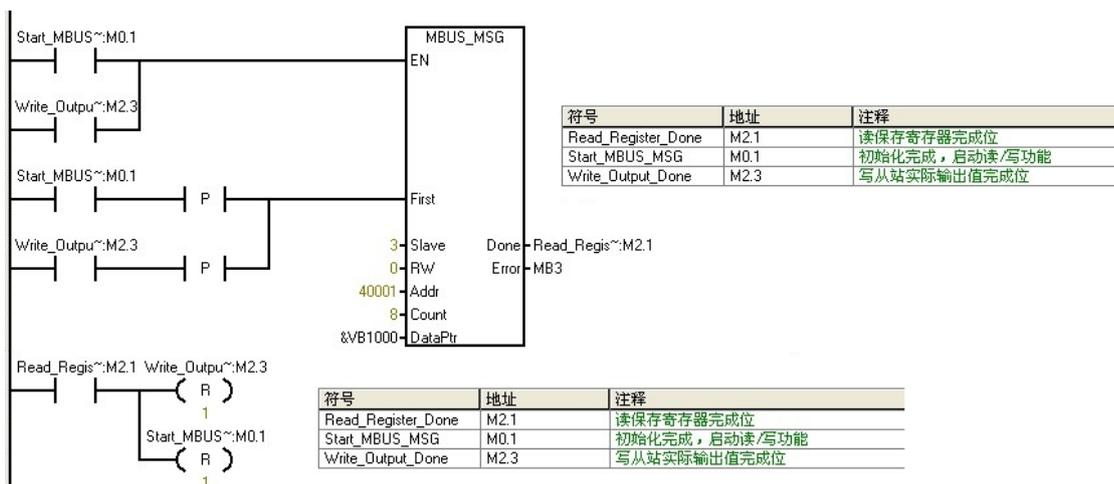 Start_MBUS~:M0.1
MBUS_MSG
EN
Write_Outpu~:M2.3
符号 地址 注释
Read_Register_Done M2.1 读保存寄存器完成位
Start_MBUS_MSG M0.1 初始化完成，启动读/写功能
Write_Output_Done M2.3 写从站实际输出值完成位
Start_MBUS~:M0.1
P
First
Write_Outpu~:M2.3
P
3 Slave Done Read_Regis~:M2.1
0 RW Error MB3
40001 Addr
8 Count
&VB1000 DataPtr
Read_Regis~:M2.1 Write_Outpu~:M2.3
R
1
Start_MBUS~:M0.1
R
1
符号 地址 注释
Read_Register_Done M2.1 读保存寄存器完成位
Start_MBUS_MSG M0.1 初始化完成，启动读/写功能
Write_Output_Done M2.3 写从站实际输出值完成位